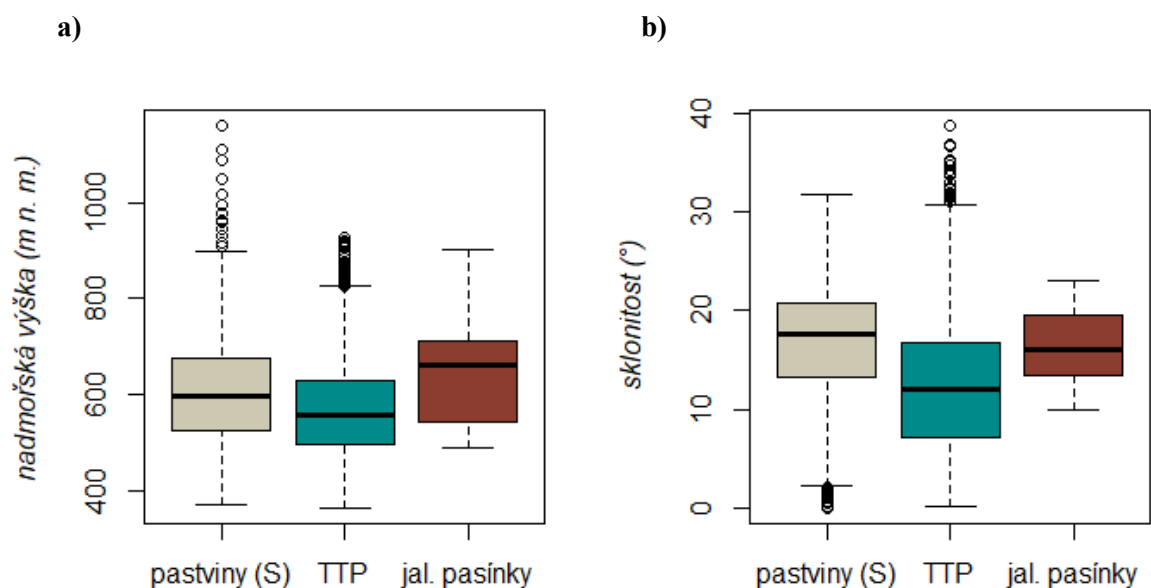 a)
nadmořská výška (m n. m.)
1000
800
600
400
pastviny (S) TTP jal. pasínky
b)
sklonitost (°)
40
30
20
10
0
pastviny (S) TTP jal. pasínky